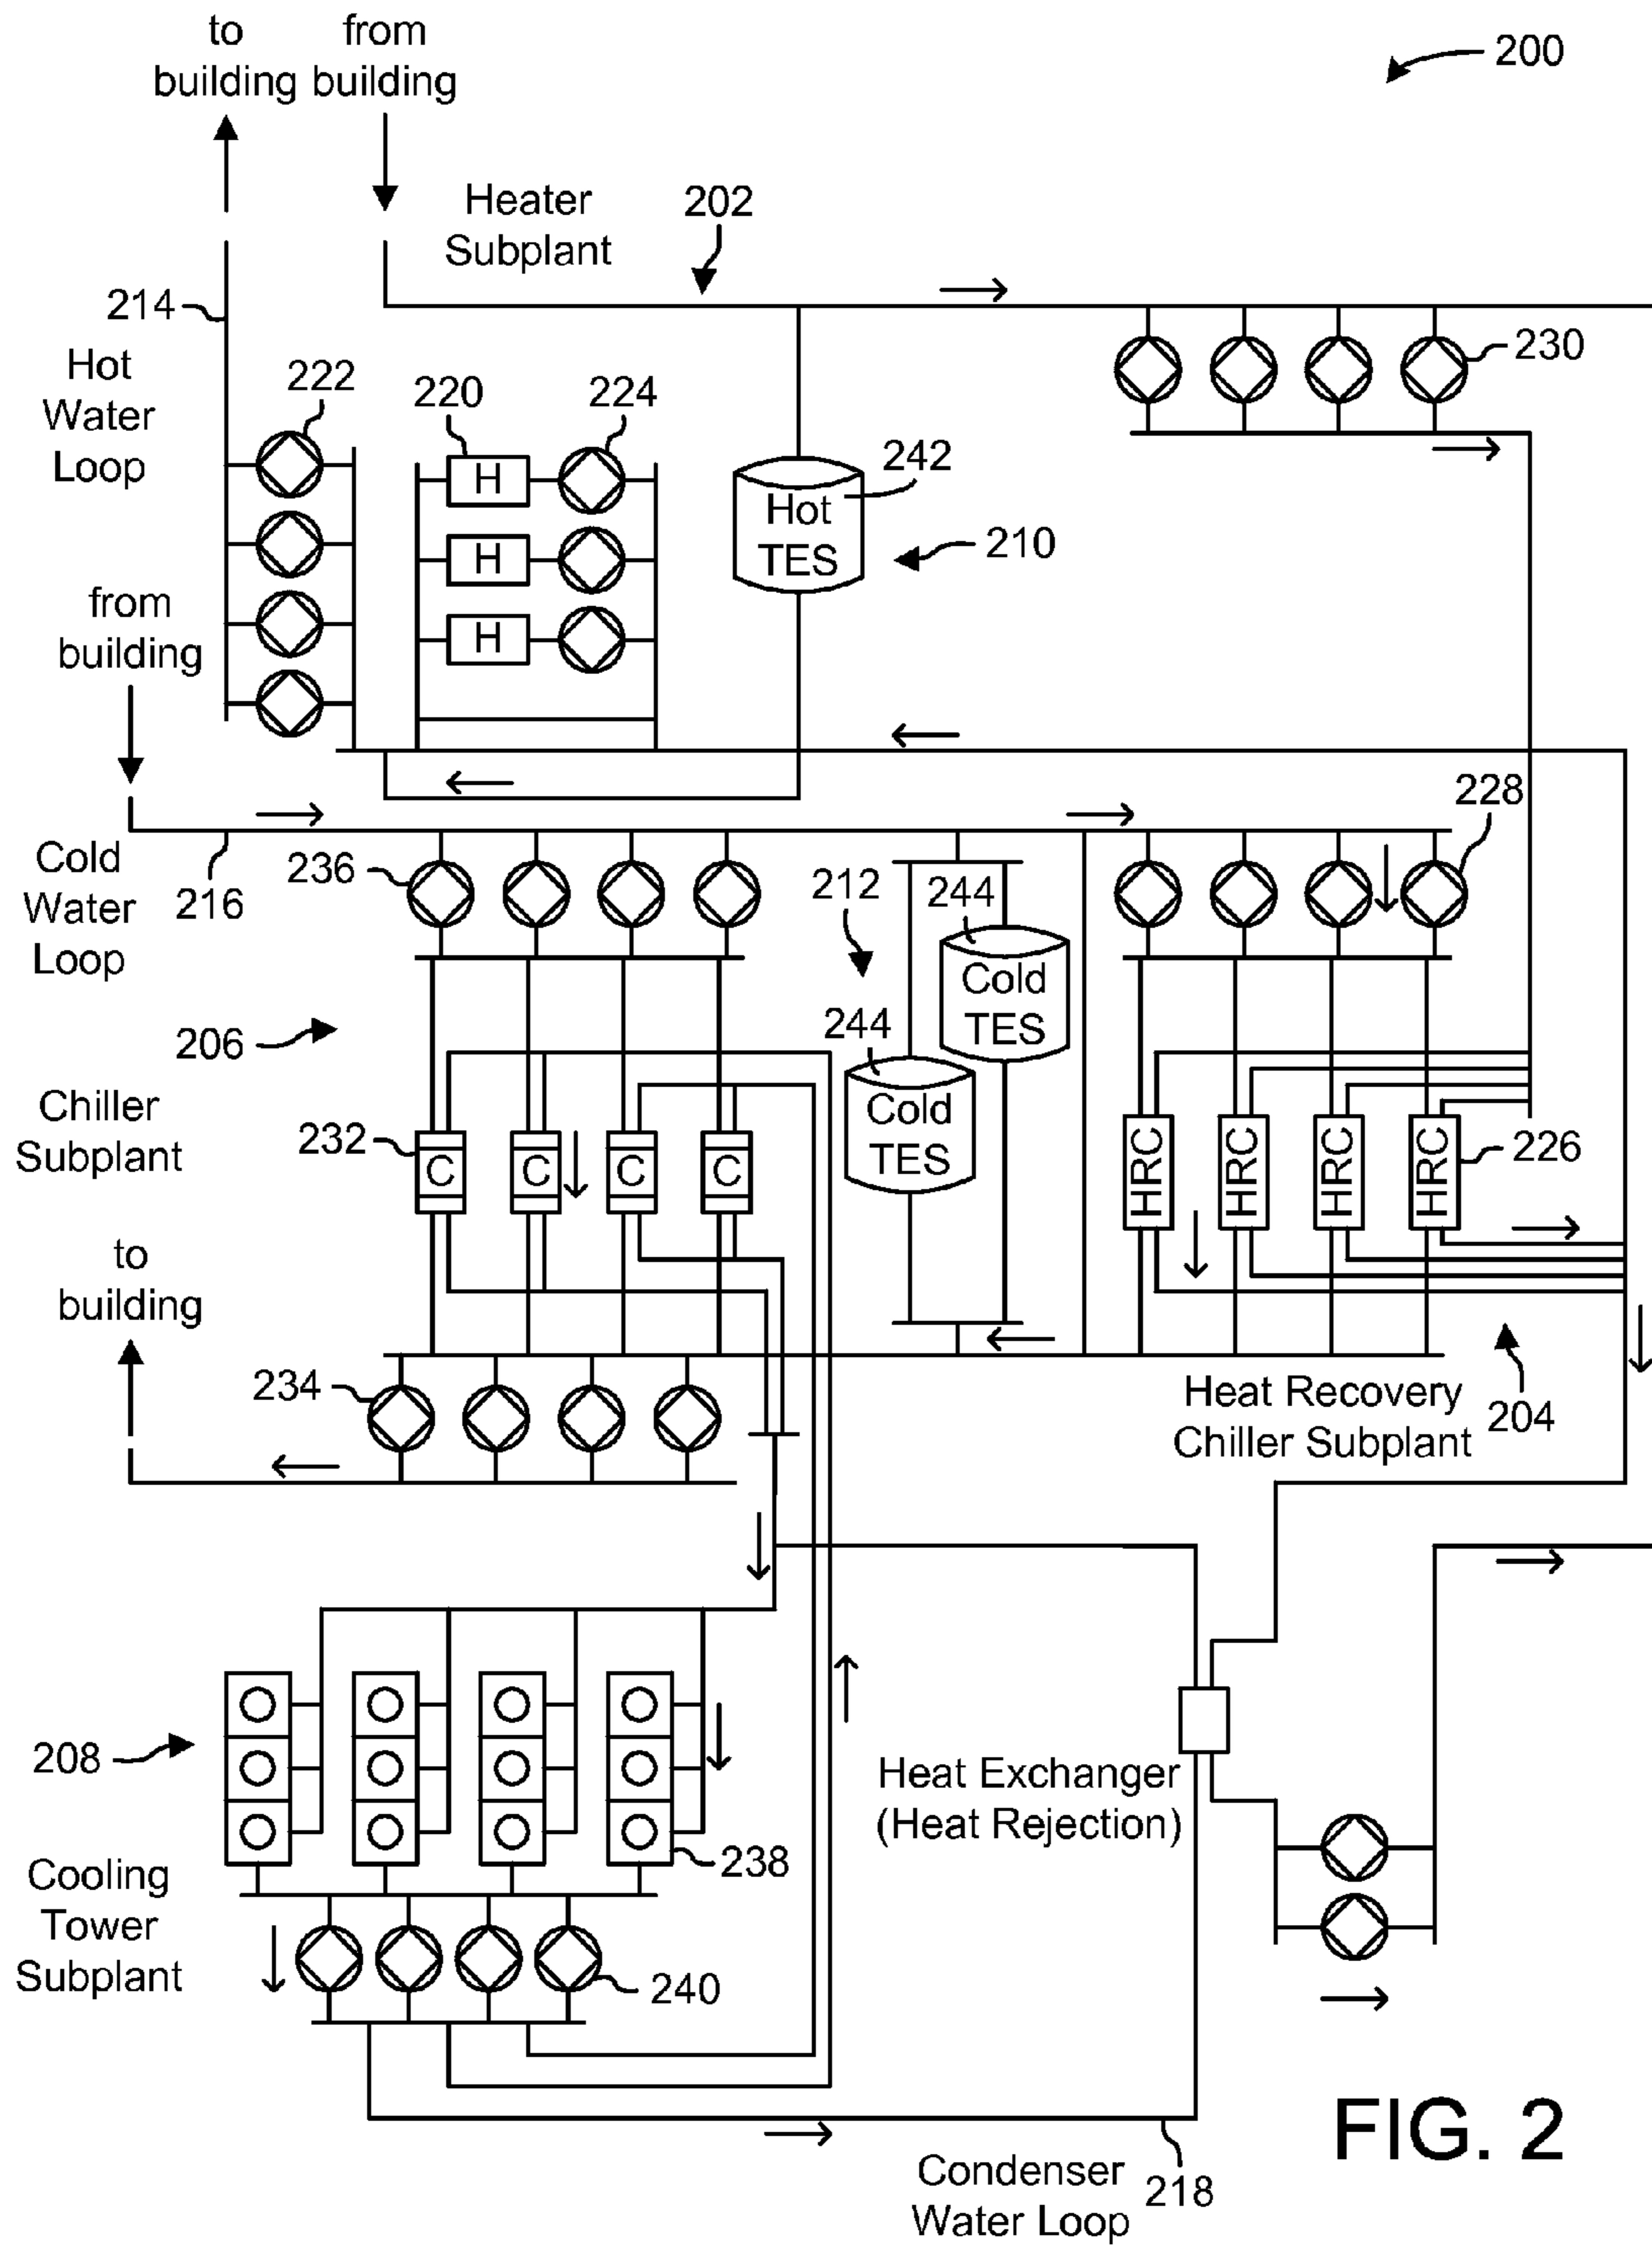 to
building
from
building
200
Heater
Subplant
202
214
Hot
Water
Loop
222
220
224
H
H
H
Hot
TES
242
210
230
from
building
228
Cold
Water
Loop
216
236
212
244
Cold
TES
244
Cold
TES
206
Chiller
Subplant
232
C
C
C
C
HRC
HRC
HRC
HRC
226
to
building
234
Heat Recovery
Chiller Subplant
204
208
Heat Exchanger
(Heat Rejection)
238
Cooling
Tower
Subplant
240
Condenser
Water Loop
218
FIG. 2